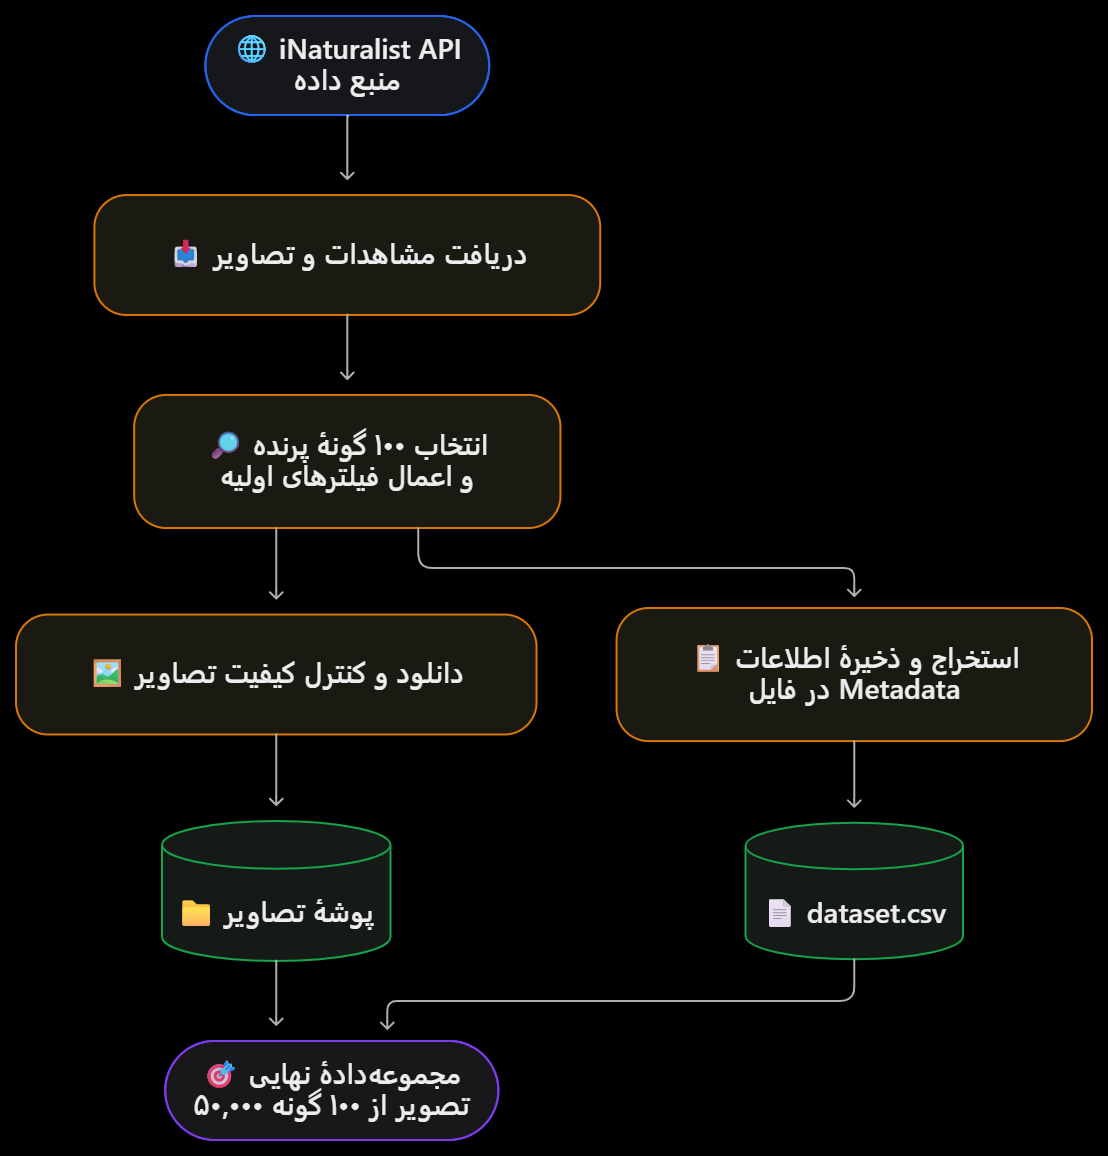 iNaturalist API
منبع داده
دریافت مشاهدات و تصاویر
انتخاب ۱۰۰ گونهٔ پرنده
و اعمال فیلترهای اولیه
دانلود و کنترل کیفیت تصاویر
استخراج و ذخیرهٔ اطلاعات
Metadata در فایل
پوشهٔ تصاویر
dataset.csv
مجموعه‌دادهٔ نهایی
تصویر از ۱۰۰ گونه ۵۰,۰۰۰